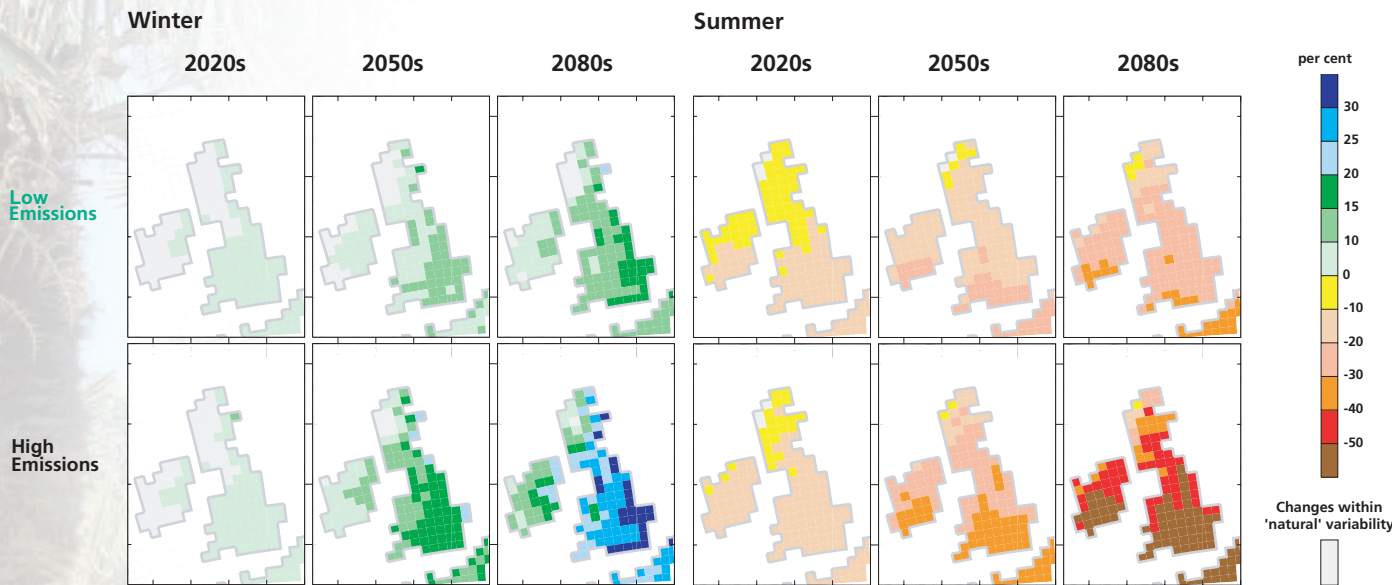 Winter
Summer
2020s
2050s
2080s
2020s
2050s
2080s
per cent
30
25
20
15
10
0
-10
-20
-30
-40
-50
Low
Emissions
High
Emissions
Changes within
'natural' variability